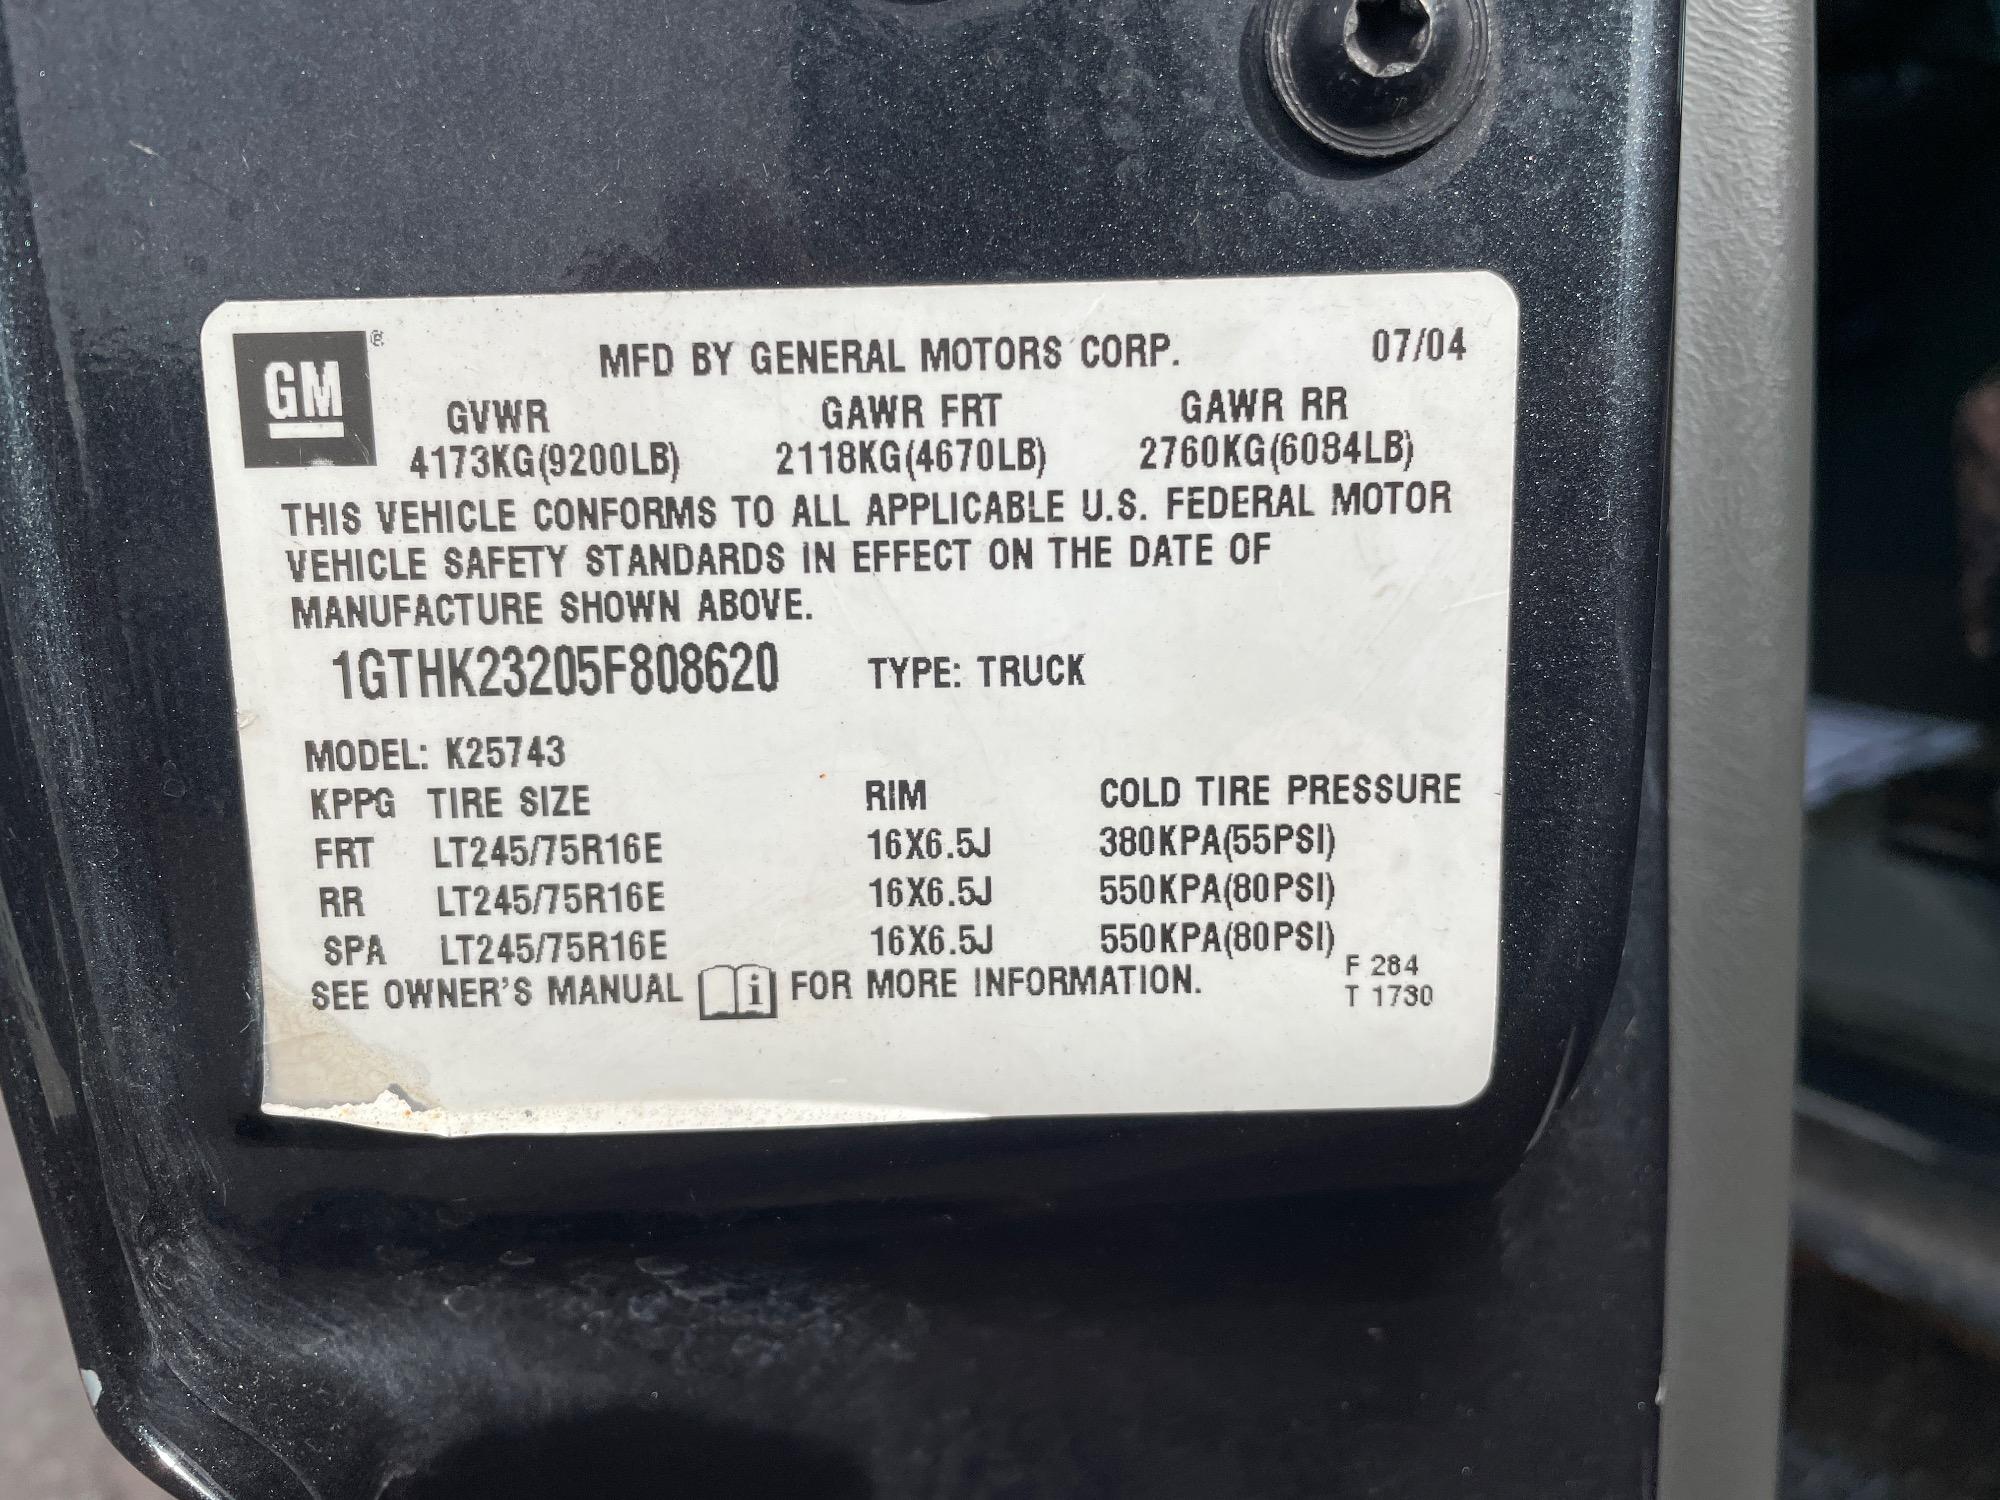 GM ®
MFD BY GENERAL MOTORS CORP. 07/04
GVWR GAWR FRT GAWR RR
4173KG(9200LB) 2118KG(4670LB) 2760KG(6084LB)
THIS VEHICLE CONFORMS TO ALL APPLICABLE U.S. FEDERAL MOTOR
VEHICLE SAFETY STANDARDS IN EFFECT ON THE DATE OF
MANUFACTURE SHOWN ABOVE.
1GTHK23205F808620 TYPE: TRUCK
MODEL: K25743
KPPG TIRE SIZE RIM COLD TIRE PRESSURE
FRT LT245/75R16E 16X6.5J 380KPA(55PSI)
RR LT245/75R16E 16X6.5J 550KPA(80PSI)
SPA LT245/75R16E 16X6.5J 550KPA(80PSI)
SEE OWNER'S MANUAL i FOR MORE INFORMATION.
F 284
T 1730